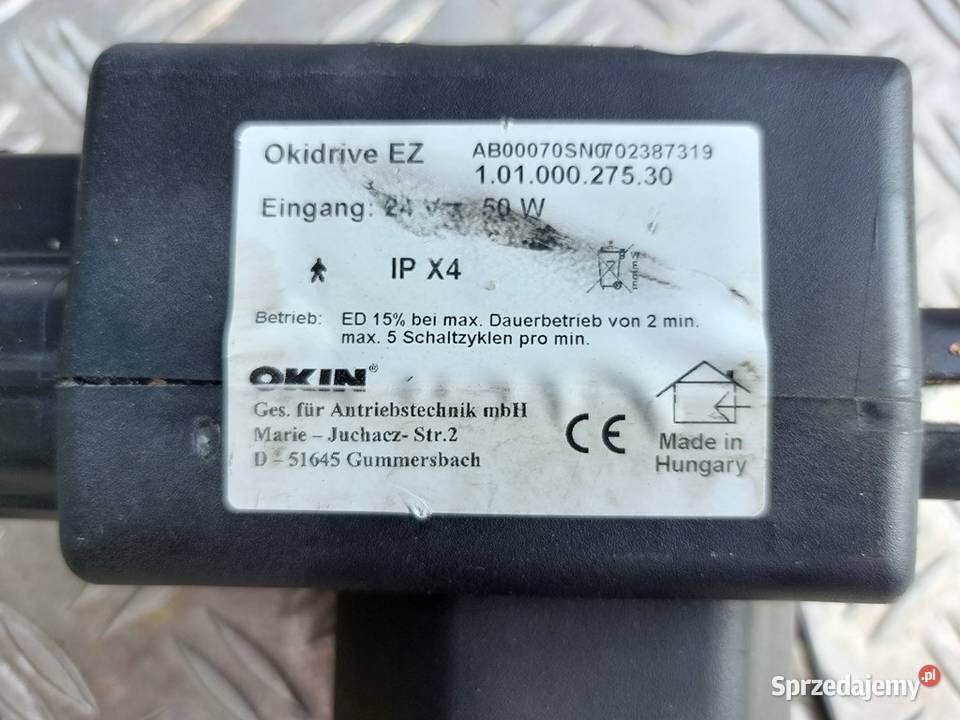 Okidrive EZ AB00070SN0702387319
1.01.000.275.30
Eingang: 24 V 50 W
IP X4
Betrieb: ED 15% bei max. Dauerbetrieb von 2 min.
max. 5 Schaltzyklen pro min.
OKIN®
Ges. für Antriebstechnik mbH
Marie – Juchacz- Str.2
D – 51645 Gummersbach
CE
Made in
Hungary
Sprzedajemy.pl